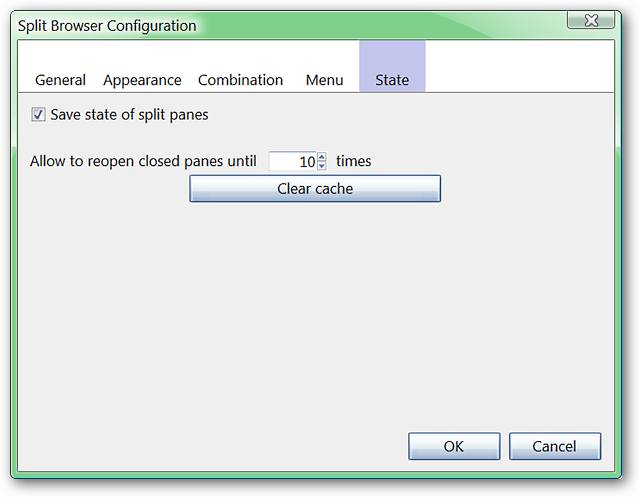 Split Browser Configuration
General Appearance Combination Menu State
Save state of split panes
Allow to reopen closed panes until 10 times
Clear cache
OK Cancel